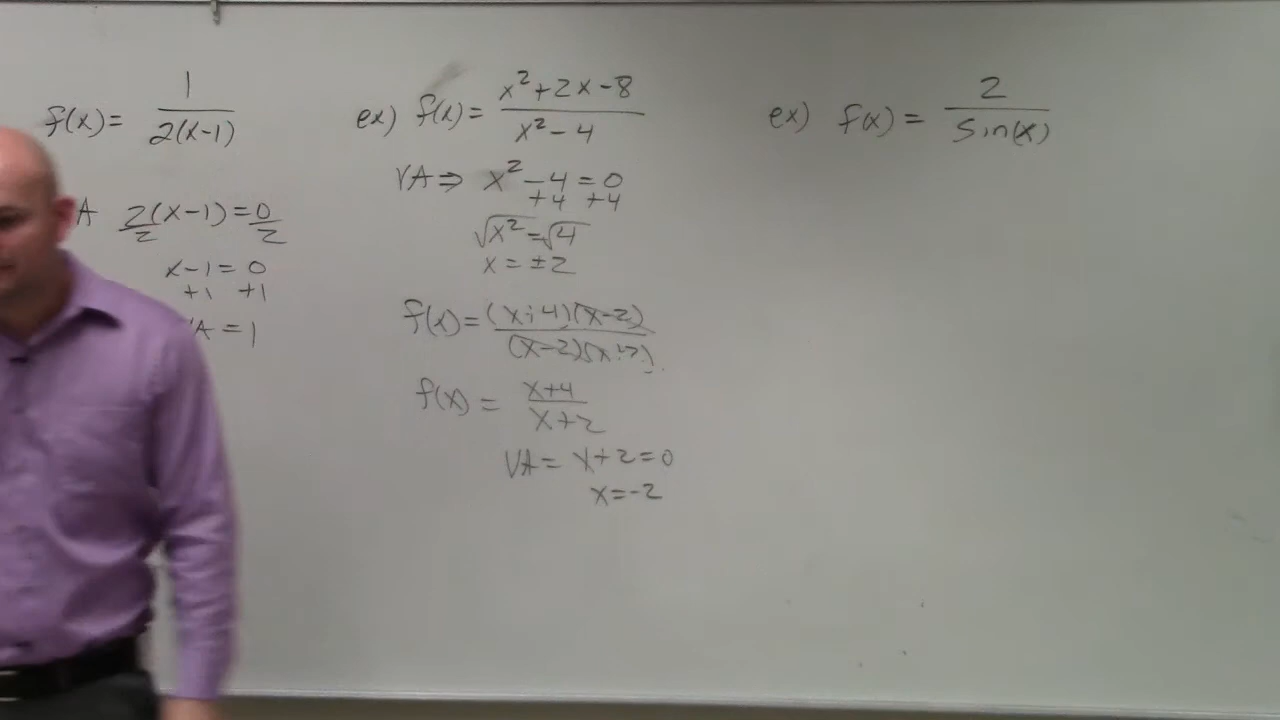 f(x) = 1
2(x-1)
A 2(x-1) = 0
2 2
x-1 = 0
+1 +1
A = 1
ex) f(x) = x²+2x-8
x²-4
VA ⇒ x²-4 = 0
+4 +4
√x² = √4
x = ±2
f(x) = (x+4)(x-2)
(x-2)(x+2)
f(x) = x+4
x+2
VA = x+2=0
x=-2
ex) f(x) = 2
Sin(x)